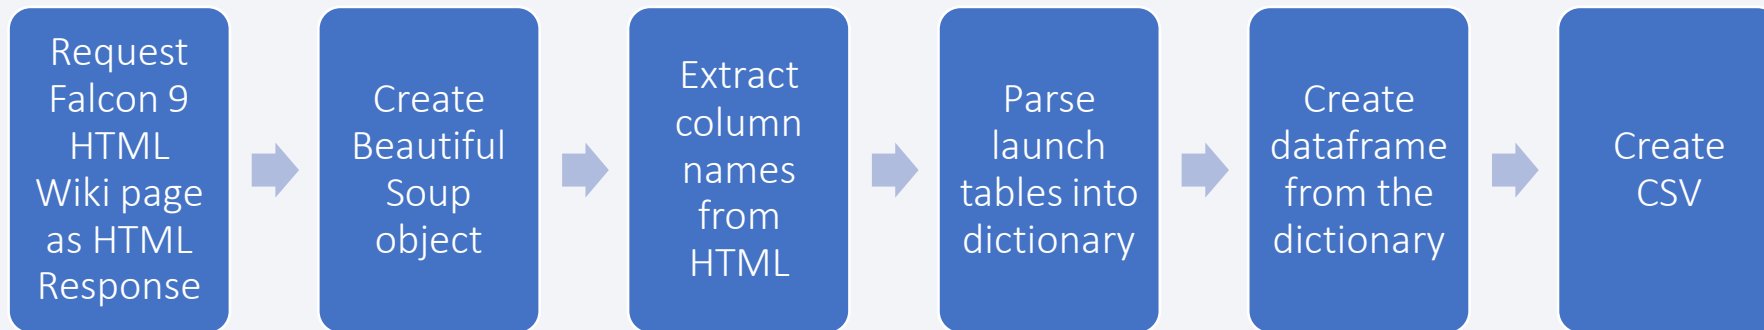 Request
Falcon 9
HTML
Wiki page
as HTML
Response
Create
Beautiful
Soup
object
Extract
column
names
from
HTML
Parse
launch
tables into
dictionary
Create
dataframe
from the
dictionary
Create
CSV